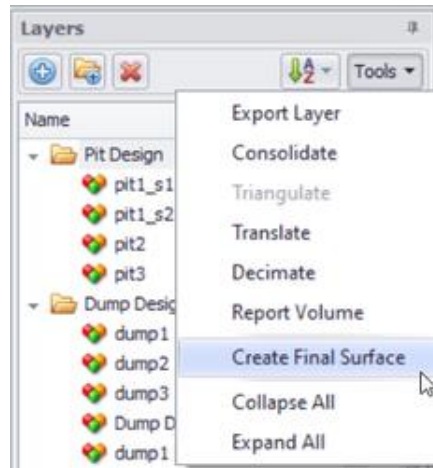 Layers
Tools
Name
Export Layer
Pit Design
Consolidate
pit1_s1
Triangulate
pit1_s2
Translate
pit2
Decimate
pit3
Report Volume
Dump Desig
dump1
Create Final Surface
dump2
dump3
Collapse All
Dump D
dump1
Expand All